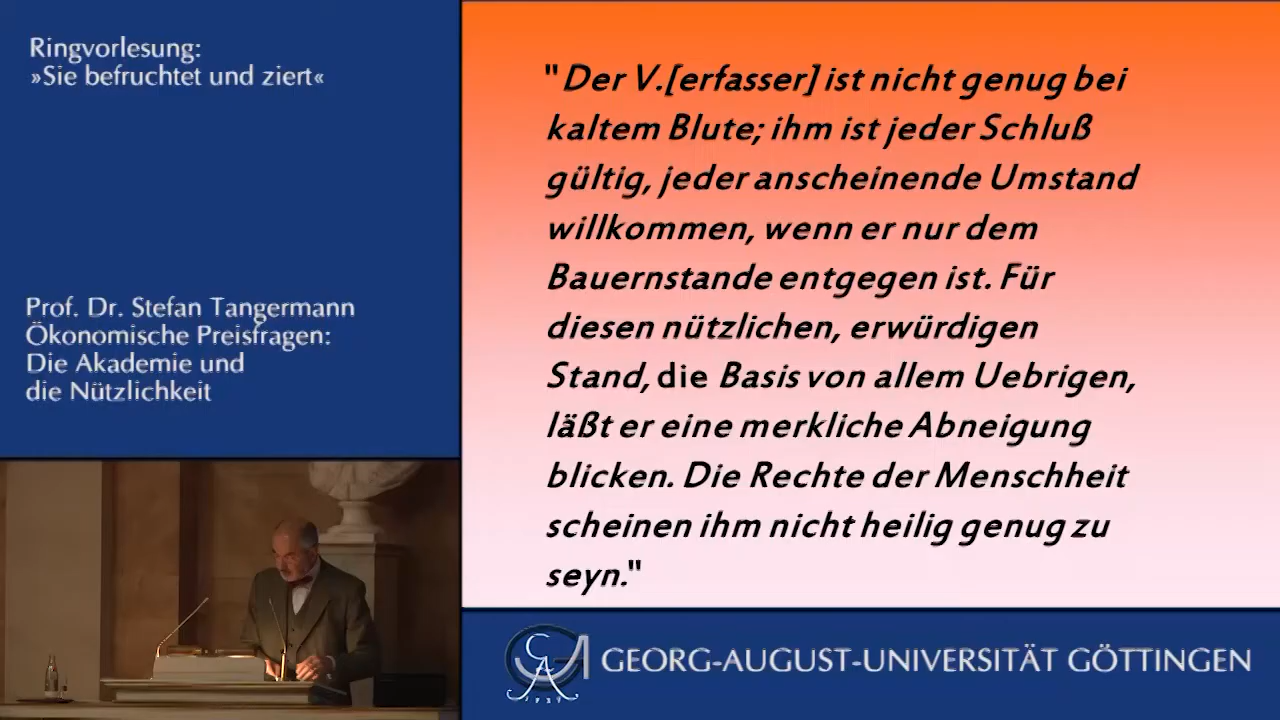 Ringvorlesung:
»Sie befruchtet und ziert«
Prof. Dr. Stefan Tangermann
Ökonomische Preisfragen:
Die Akademie und
die Nützlichkeit
"Der V.[erfasser] ist nicht genug bei
kaltem Blute; ihm ist jeder Schluß
gültig, jeder anscheinende Umstand
willkommen, wenn er nur dem
Bauernstande entgegen ist. Für
diesen nützlichen, erwürdigen
Stand, die Basis von allem Uebrigen,
läßt er eine merkliche Abneigung
blicken. Die Rechte der Menschheit
scheinen ihm nicht heilig genug zu
seyn."
GEORG-AUGUST-UNIVERSITÄT GÖTTINGEN